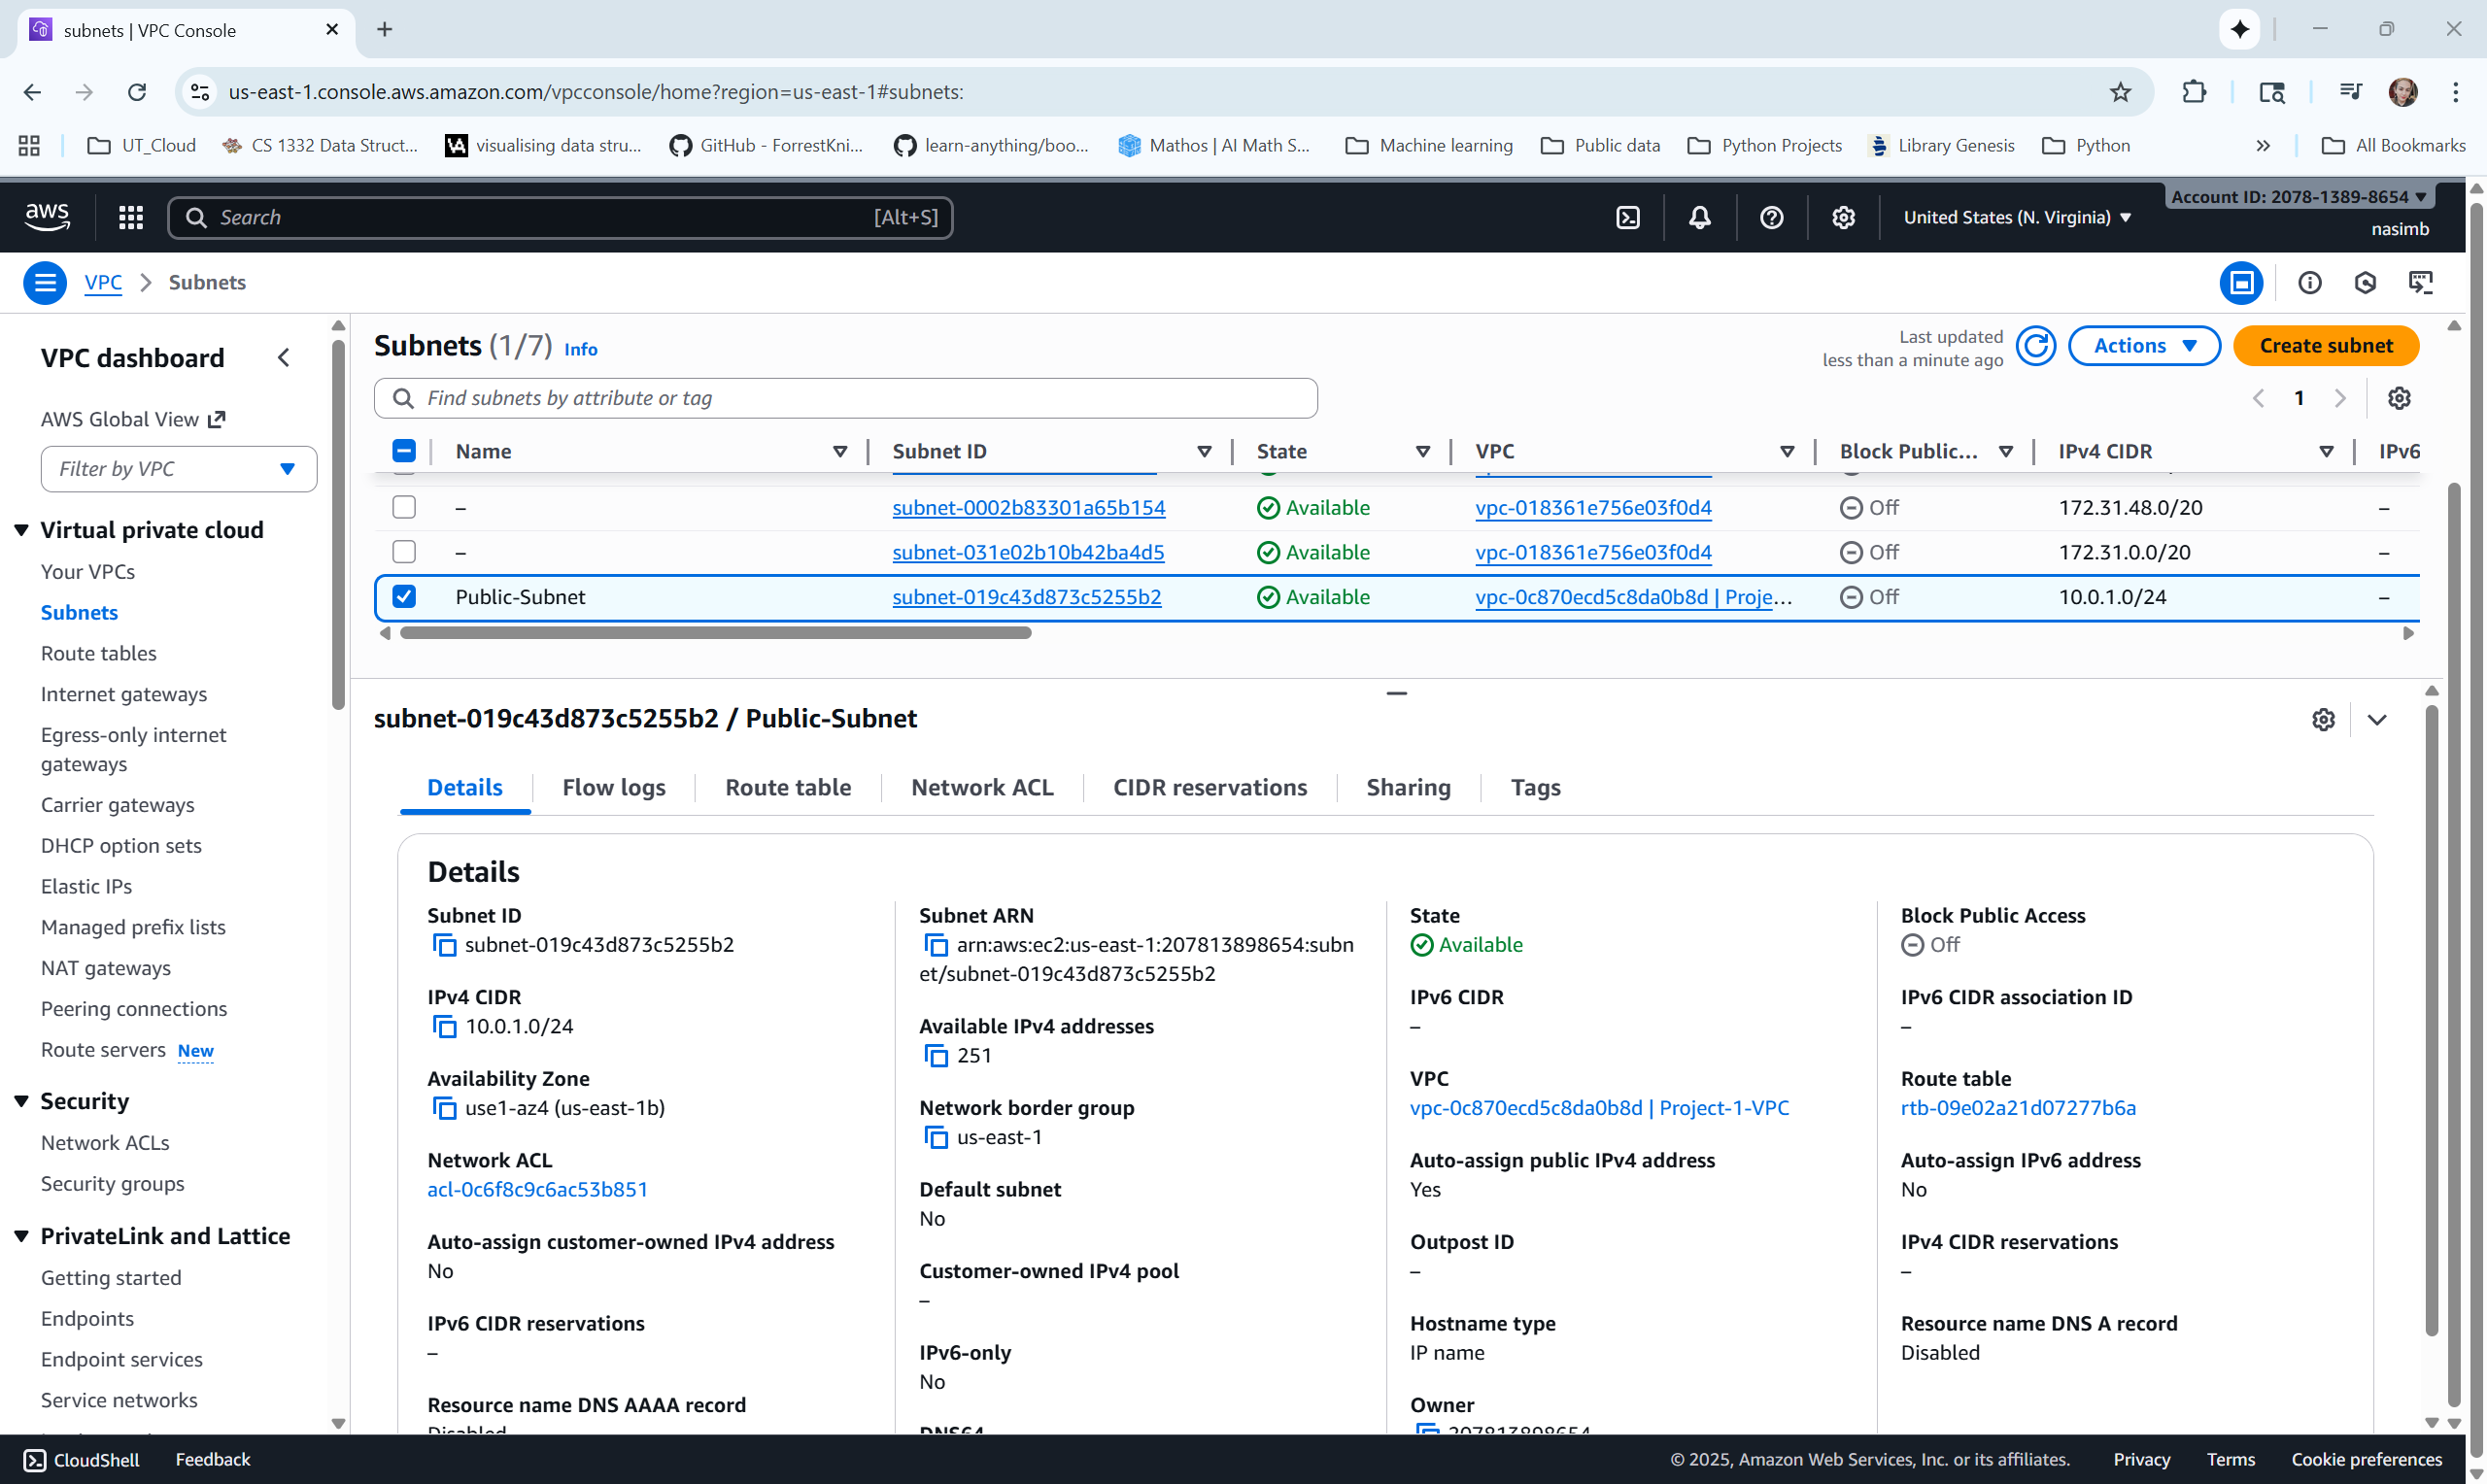 subnets | VPC Console
us-east-1.console.aws.amazon.com/vpcconsole/home?region=us-east-1#subnets:
UT_Cloud
CS 1332 Data Struct...
VA
visualising data stru...
GitHub - ForrestKni...
learn-anything/boo...
Mathos | AI Math S...
Machine learning
Public data
Python Projects
Library Genesis
Python
All Bookmarks
aws
Search
[Alt+S]
United States (N. Virginia)
Account ID: 2078-1389-8654
nasimb
VPC
Subnets
VPC dashboard
AWS Global View
Filter by VPC
Virtual private cloud
Your VPCs
Subnets
Route tables
Internet gateways
Egress-only internet
gateways
Carrier gateways
DHCP option sets
Elastic IPs
Managed prefix lists
NAT gateways
Peering connections
Route servers New
Security
Network ACLs
Security groups
PrivateLink and Lattice
Getting started
Endpoints
Endpoint services
Service networks
Subnets (1/7) Info
Last updated
less than a minute ago
Actions
Create subnet
Find subnets by attribute or tag
1
Name Subnet ID State VPC Block Public... IPv4 CIDR IPv6
– subnet-0002b83301a65b154 Available vpc-018361e756e03f0d4 Off 172.31.48.0/20 –
– subnet-031e02b10b42ba4d5 Available vpc-018361e756e03f0d4 Off 172.31.0.0/20 –
Public-Subnet subnet-019c43d873c5255b2 Available vpc-0c870ecd5c8da0b8d | Proje... Off 10.0.1.0/24 –
subnet-019c43d873c5255b2 / Public-Subnet
Details Flow logs Route table Network ACL CIDR reservations Sharing Tags
Details
Subnet ID
subnet-019c43d873c5255b2
IPv4 CIDR
10.0.1.0/24
Availability Zone
use1-az4 (us-east-1b)
Network ACL
acl-0c6f8c9c6ac53b851
Auto-assign customer-owned IPv4 address
No
IPv6 CIDR reservations
–
Resource name DNS AAAA record
Disabled
Subnet ARN
arn:aws:ec2:us-east-1:207813898654:subn
et/subnet-019c43d873c5255b2
Available IPv4 addresses
251
Network border group
us-east-1
Default subnet
No
Customer-owned IPv4 pool
–
IPv6-only
No
DNS64
State
Available
IPv6 CIDR
–
VPC
vpc-0c870ecd5c8da0b8d | Project-1-VPC
Auto-assign public IPv4 address
Yes
Outpost ID
–
Hostname type
IP name
Owner
207813898654
Block Public Access
Off
IPv6 CIDR association ID
–
Route table
rtb-09e02a21d07277b6a
Auto-assign IPv6 address
No
IPv4 CIDR reservations
–
Resource name DNS A record
Disabled
CloudShell
Feedback
© 2025, Amazon Web Services, Inc. or its affiliates.
Privacy
Terms
Cookie preferences